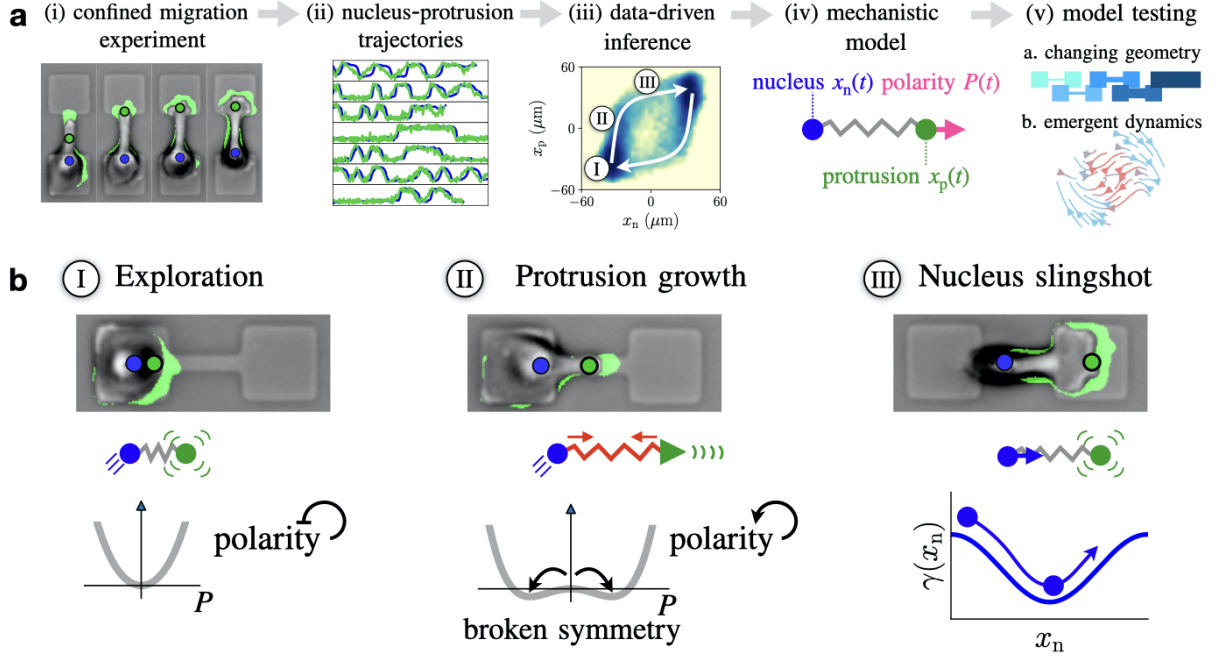 a
(i) confined migration
experiment
(ii) nucleus-protrusion
trajectories
(iii) data-driven
inference
(iv) mechanistic
model
(v) model testing
60
0
−60
x_p (μm)
−60
0
60
x_n (μm)
I
II
III
nucleus x_n(t) polarity P(t)
protrusion x_p(t)
a. changing geometry
b. emergent dynamics
b
I Exploration
II Protrusion growth
III Nucleus slingshot
polarity
P
polarity
P
broken symmetry
γ(x_n)
x_n